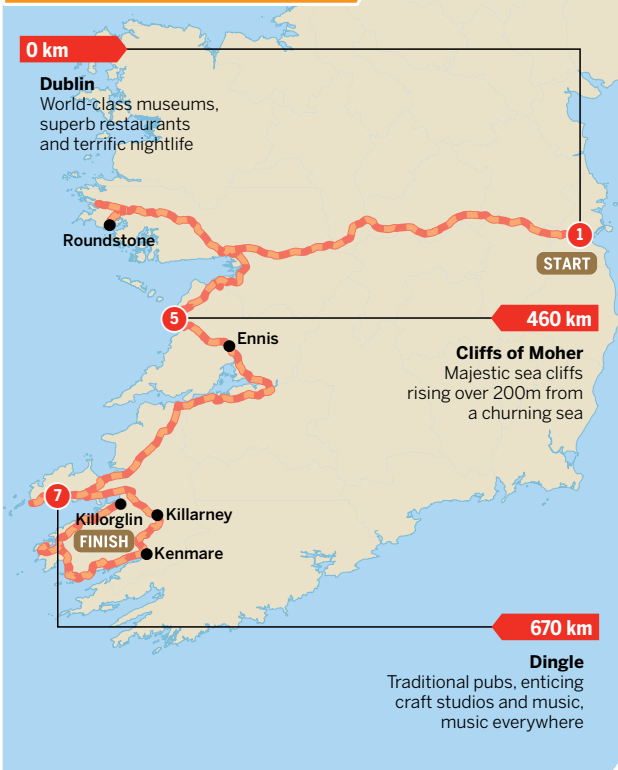 0 km
Dublin
World-class museums,
superb restaurants
and terrific nightlife
Roundstone
1
START
5
460 km
Ennis
Cliffs of Moher
Majestic sea cliffs
rising over 200m from
a churning sea
7
Killorglin
Killarney
FINISH
Kenmare
670 km
Dingle
Traditional pubs, enticing
craft studios and music,
music everywhere